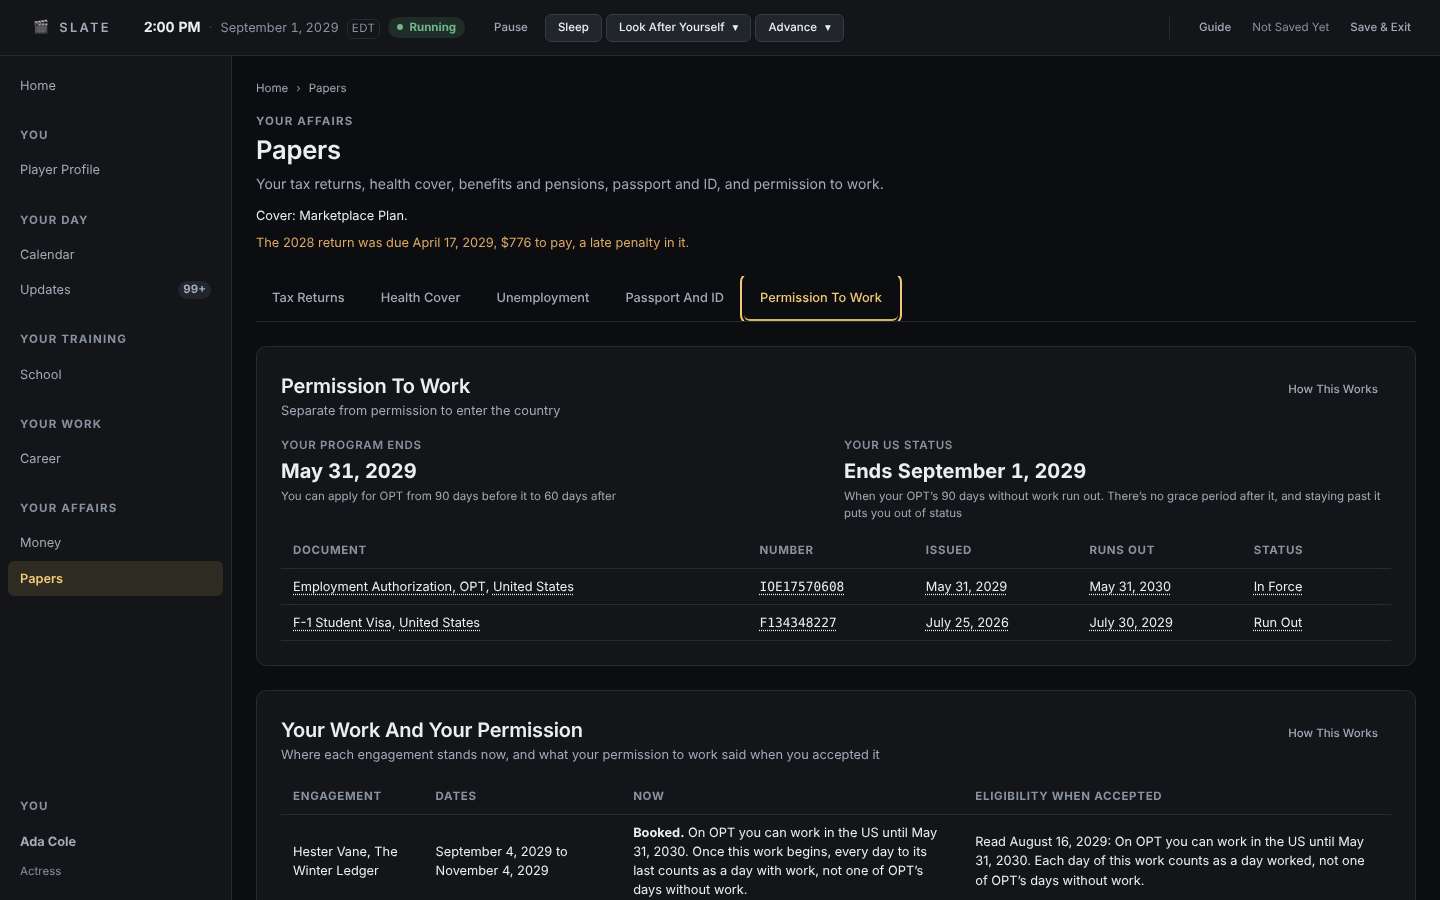 SLATE
2:00 PM · September 1, 2029 EDT Running Pause Sleep Look After Yourself ▾ Advance ▾ Guide Not Saved Yet Save & Exit
Home
YOU
Player Profile
YOUR DAY
Calendar
Updates 99+
YOUR TRAINING
School
YOUR WORK
Career
YOUR AFFAIRS
Money
Papers
YOU
Ada Cole
Actress
Home › Papers
YOUR AFFAIRS
Papers
Your tax returns, health cover, benefits and pensions, passport and ID, and permission to work.
Cover: Marketplace Plan.
The 2028 return was due April 17, 2029, $776 to pay, a late penalty in it.
Tax Returns Health Cover Unemployment Passport And ID Permission To Work
Permission To Work How This Works
Separate from permission to enter the country
YOUR PROGRAM ENDS
May 31, 2029
You can apply for OPT from 90 days before it to 60 days after
YOUR US STATUS
Ends September 1, 2029
When your OPT’s 90 days without work run out. There’s no grace period after it, and staying past it
puts you out of status
DOCUMENT NUMBER ISSUED RUNS OUT STATUS
Employment Authorization, OPT, United States IOE17570608 May 31, 2029 May 31, 2030 In Force
F-1 Student Visa, United States F134348227 July 25, 2026 July 30, 2029 Run Out
Your Work And Your Permission How This Works
Where each engagement stands now, and what your permission to work said when you accepted it
ENGAGEMENT DATES NOW ELIGIBILITY WHEN ACCEPTED
Hester Vane, The
Winter Ledger
September 4, 2029 to
November 4, 2029
Booked. On OPT you can work in the US until May
31, 2030. Once this work begins, every day to its
last counts as a day with work, not one of OPT’s
days without work.
Read August 16, 2029: On OPT you can work in the US until May
31, 2030. Each day of this work counts as a day worked, not one
of OPT’s days without work.